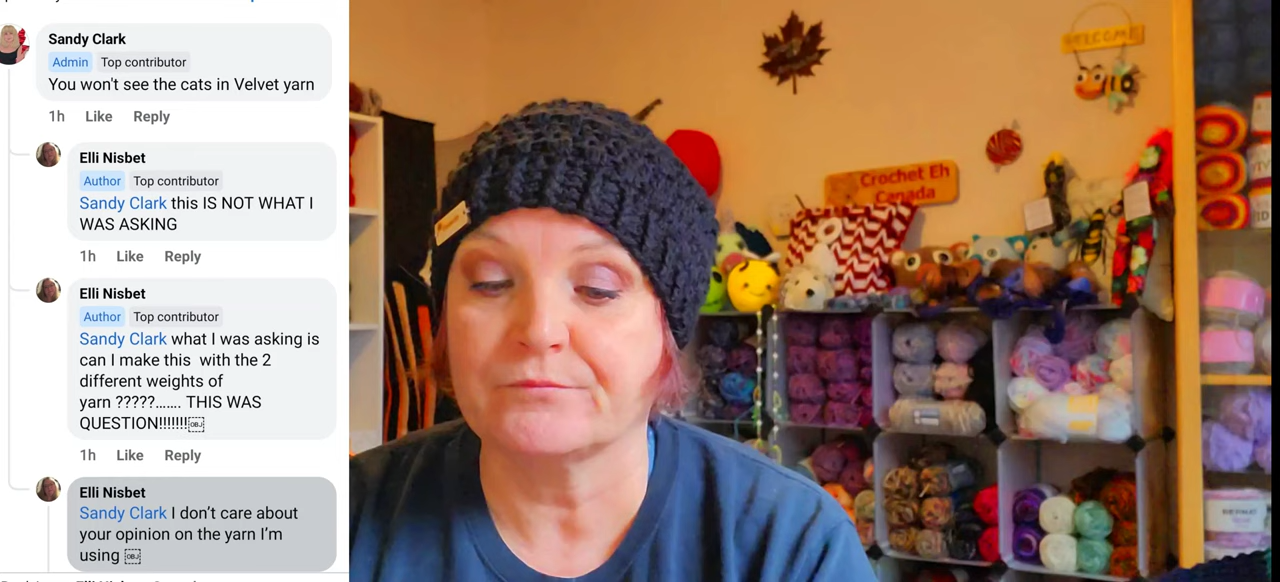 Sandy Clark
Admin Top contributor
You won't see the cats in Velvet yarn
1h Like Reply
Elli Nisbet
Author Top contributor
Sandy Clark this IS NOT WHAT I
WAS ASKING
1h Like Reply
Elli Nisbet
Author Top contributor
Sandy Clark what I was asking is
can I make this with the 2
different weights of
yarn ?????....... THIS WAS
QUESTION!!!!!!!
1h Like Reply
Elli Nisbet
Sandy Clark I don’t care about
your opinion on the yarn I’m
using
WELCOME
Crochet Eh
Canada